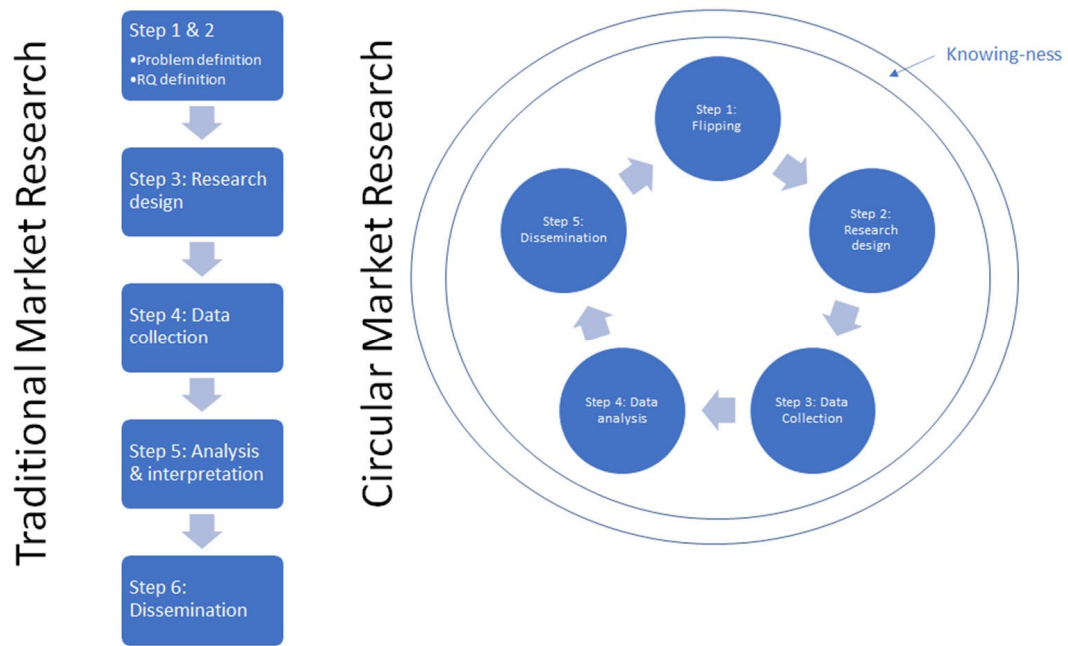 Traditional Market Research
Step 1 & 2
•Problem definition
•RQ definition
Step 3: Research
design
Step 4: Data
collection
Step 5: Analysis
& interpretation
Step 6:
Dissemination
Circular Market Research
Knowing-ness
Step 1:
Flipping
Step 2:
Research
design
Step 3: Data
Collection
Step 4: Data
analysis
Step 5:
Dissemination